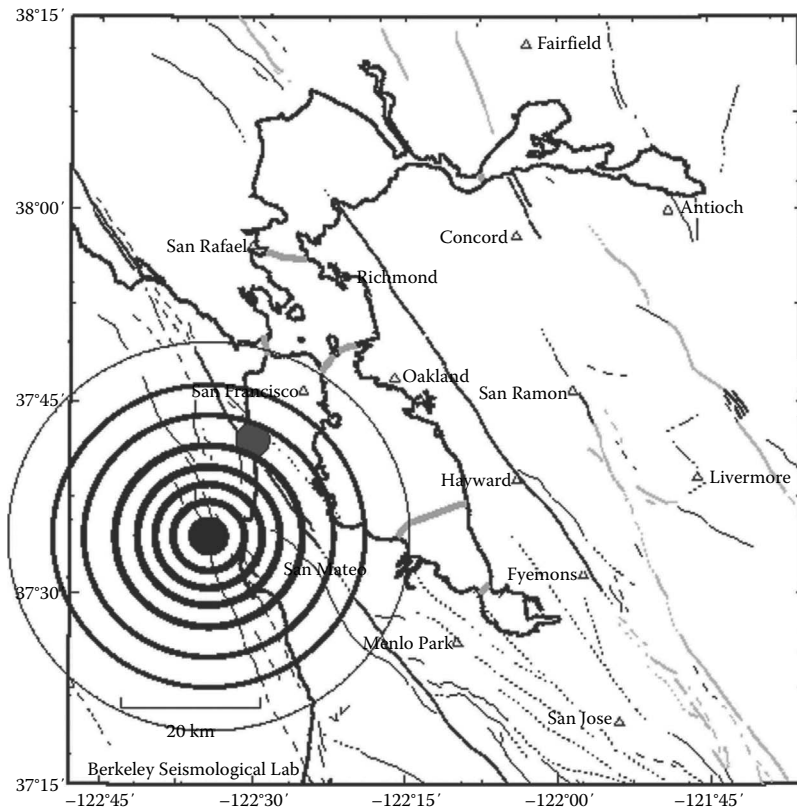 38°15′
Fairfield
38°00′
Antioch
Concord
San Rafael
Richmond
37°45′
San Francisco
Oakland
San Ramon
Hayward
Livermore
37°30′
San Mateo
Fyemons
Menlo Park
20 km
San Jose
Berkeley Seismological Lab
37°15′
−122°45′
−122°30′
−122°15′
−122°00′
−121°45′